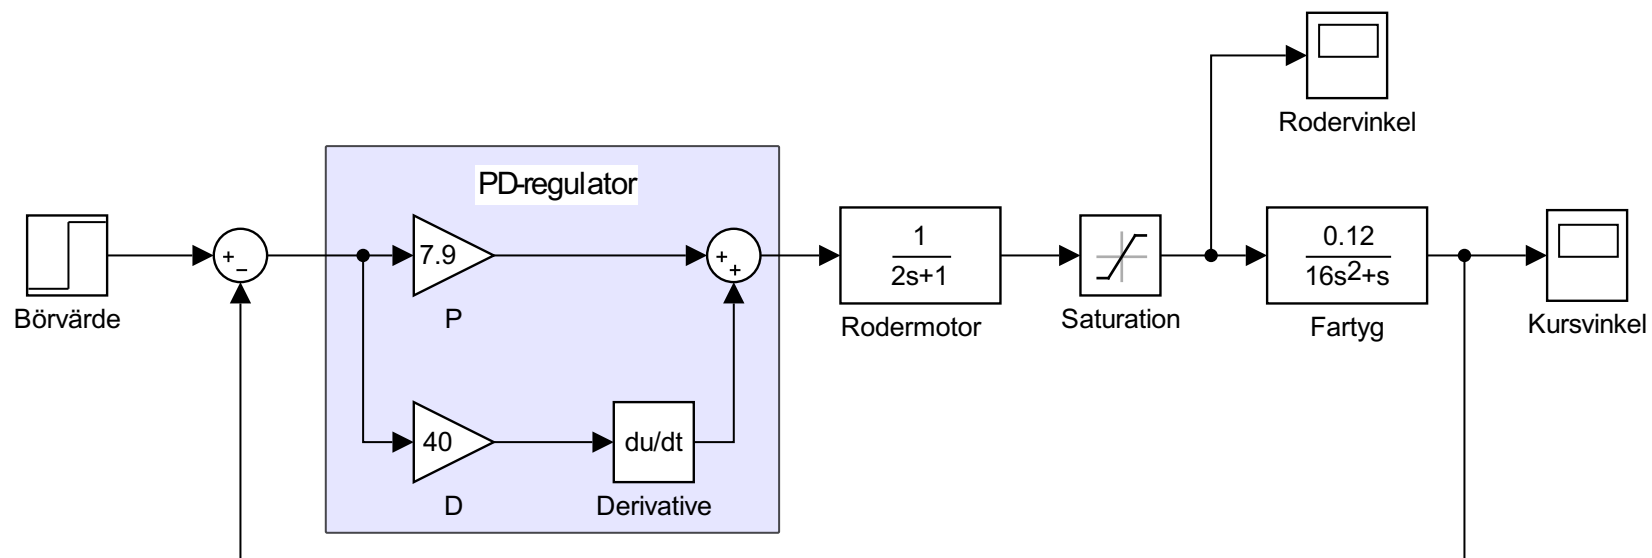 Rodervinkel
PD-regulator
Börvärde
+
−
7.9
P
+
+
1
2s+1
Rodermotor
Saturation
0.12
16s²+s
Fartyg
Kursvinkel
40
D
du/dt
Derivative